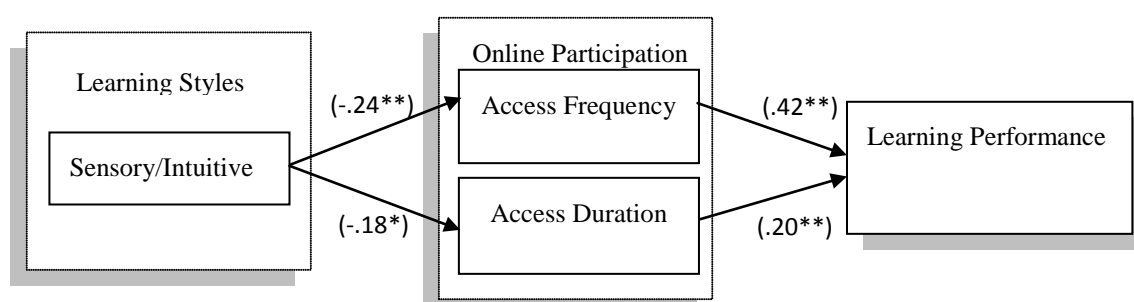 Learning Styles
Sensory/Intuitive
(-.24**)
(-.18*)
Online Participation
Access Frequency
Access Duration
(.42**)
(.20**)
Learning Performance